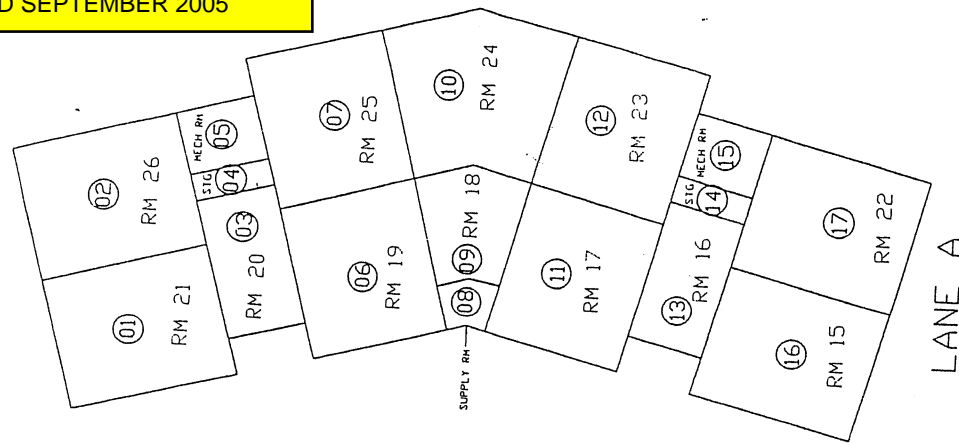 D SEPTEMBER 2005
02
RM 26
MECH RM
05
STG
04
03
RM 20
01
RM 21
07
RM 25
10
RM 24
06
RM 19
09
RM 18
08
SUPPLY RM
12
RM 23
11
RM 17
MECH RM
15
STG
14
13
RM 16
17
RM 22
16
RM 15
LANE A